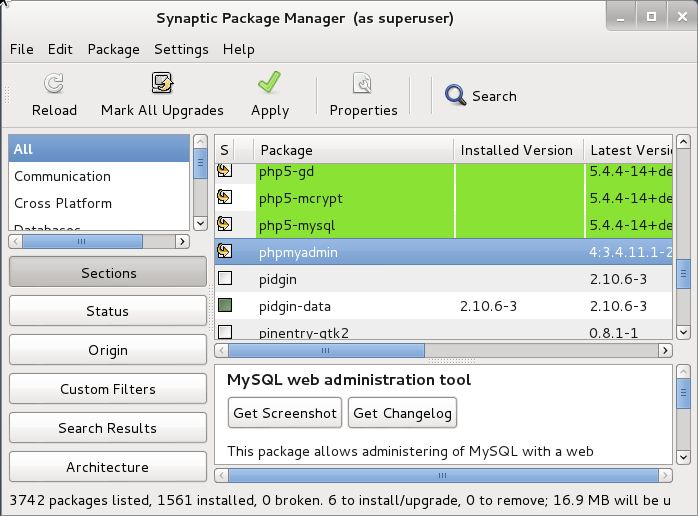 Synaptic Package Manager (as superuser)
File Edit Package Settings Help
Reload Mark All Upgrades Apply Properties Search
All
Communication
Cross Platform
Databases
Sections
Status
Origin
Custom Filters
Search Results
Architecture
S Package Installed Version Latest Versi
php5-gd 5.4.4-14+de
php5-mcrypt 5.4.4-14+de
php5-mysql 5.4.4-14+de
phpmyadmin 4:3.4.11.1-2
pidgin 2.10.6-3
pidgin-data 2.10.6-3 2.10.6-3
pinentry-gtk2 0.8.1-1
MySQL web administration tool
Get Screenshot Get Changelog
This package allows administering of MySQL with a web
3742 packages listed, 1561 installed, 0 broken. 6 to install/upgrade, 0 to remove; 16.9 MB will be u